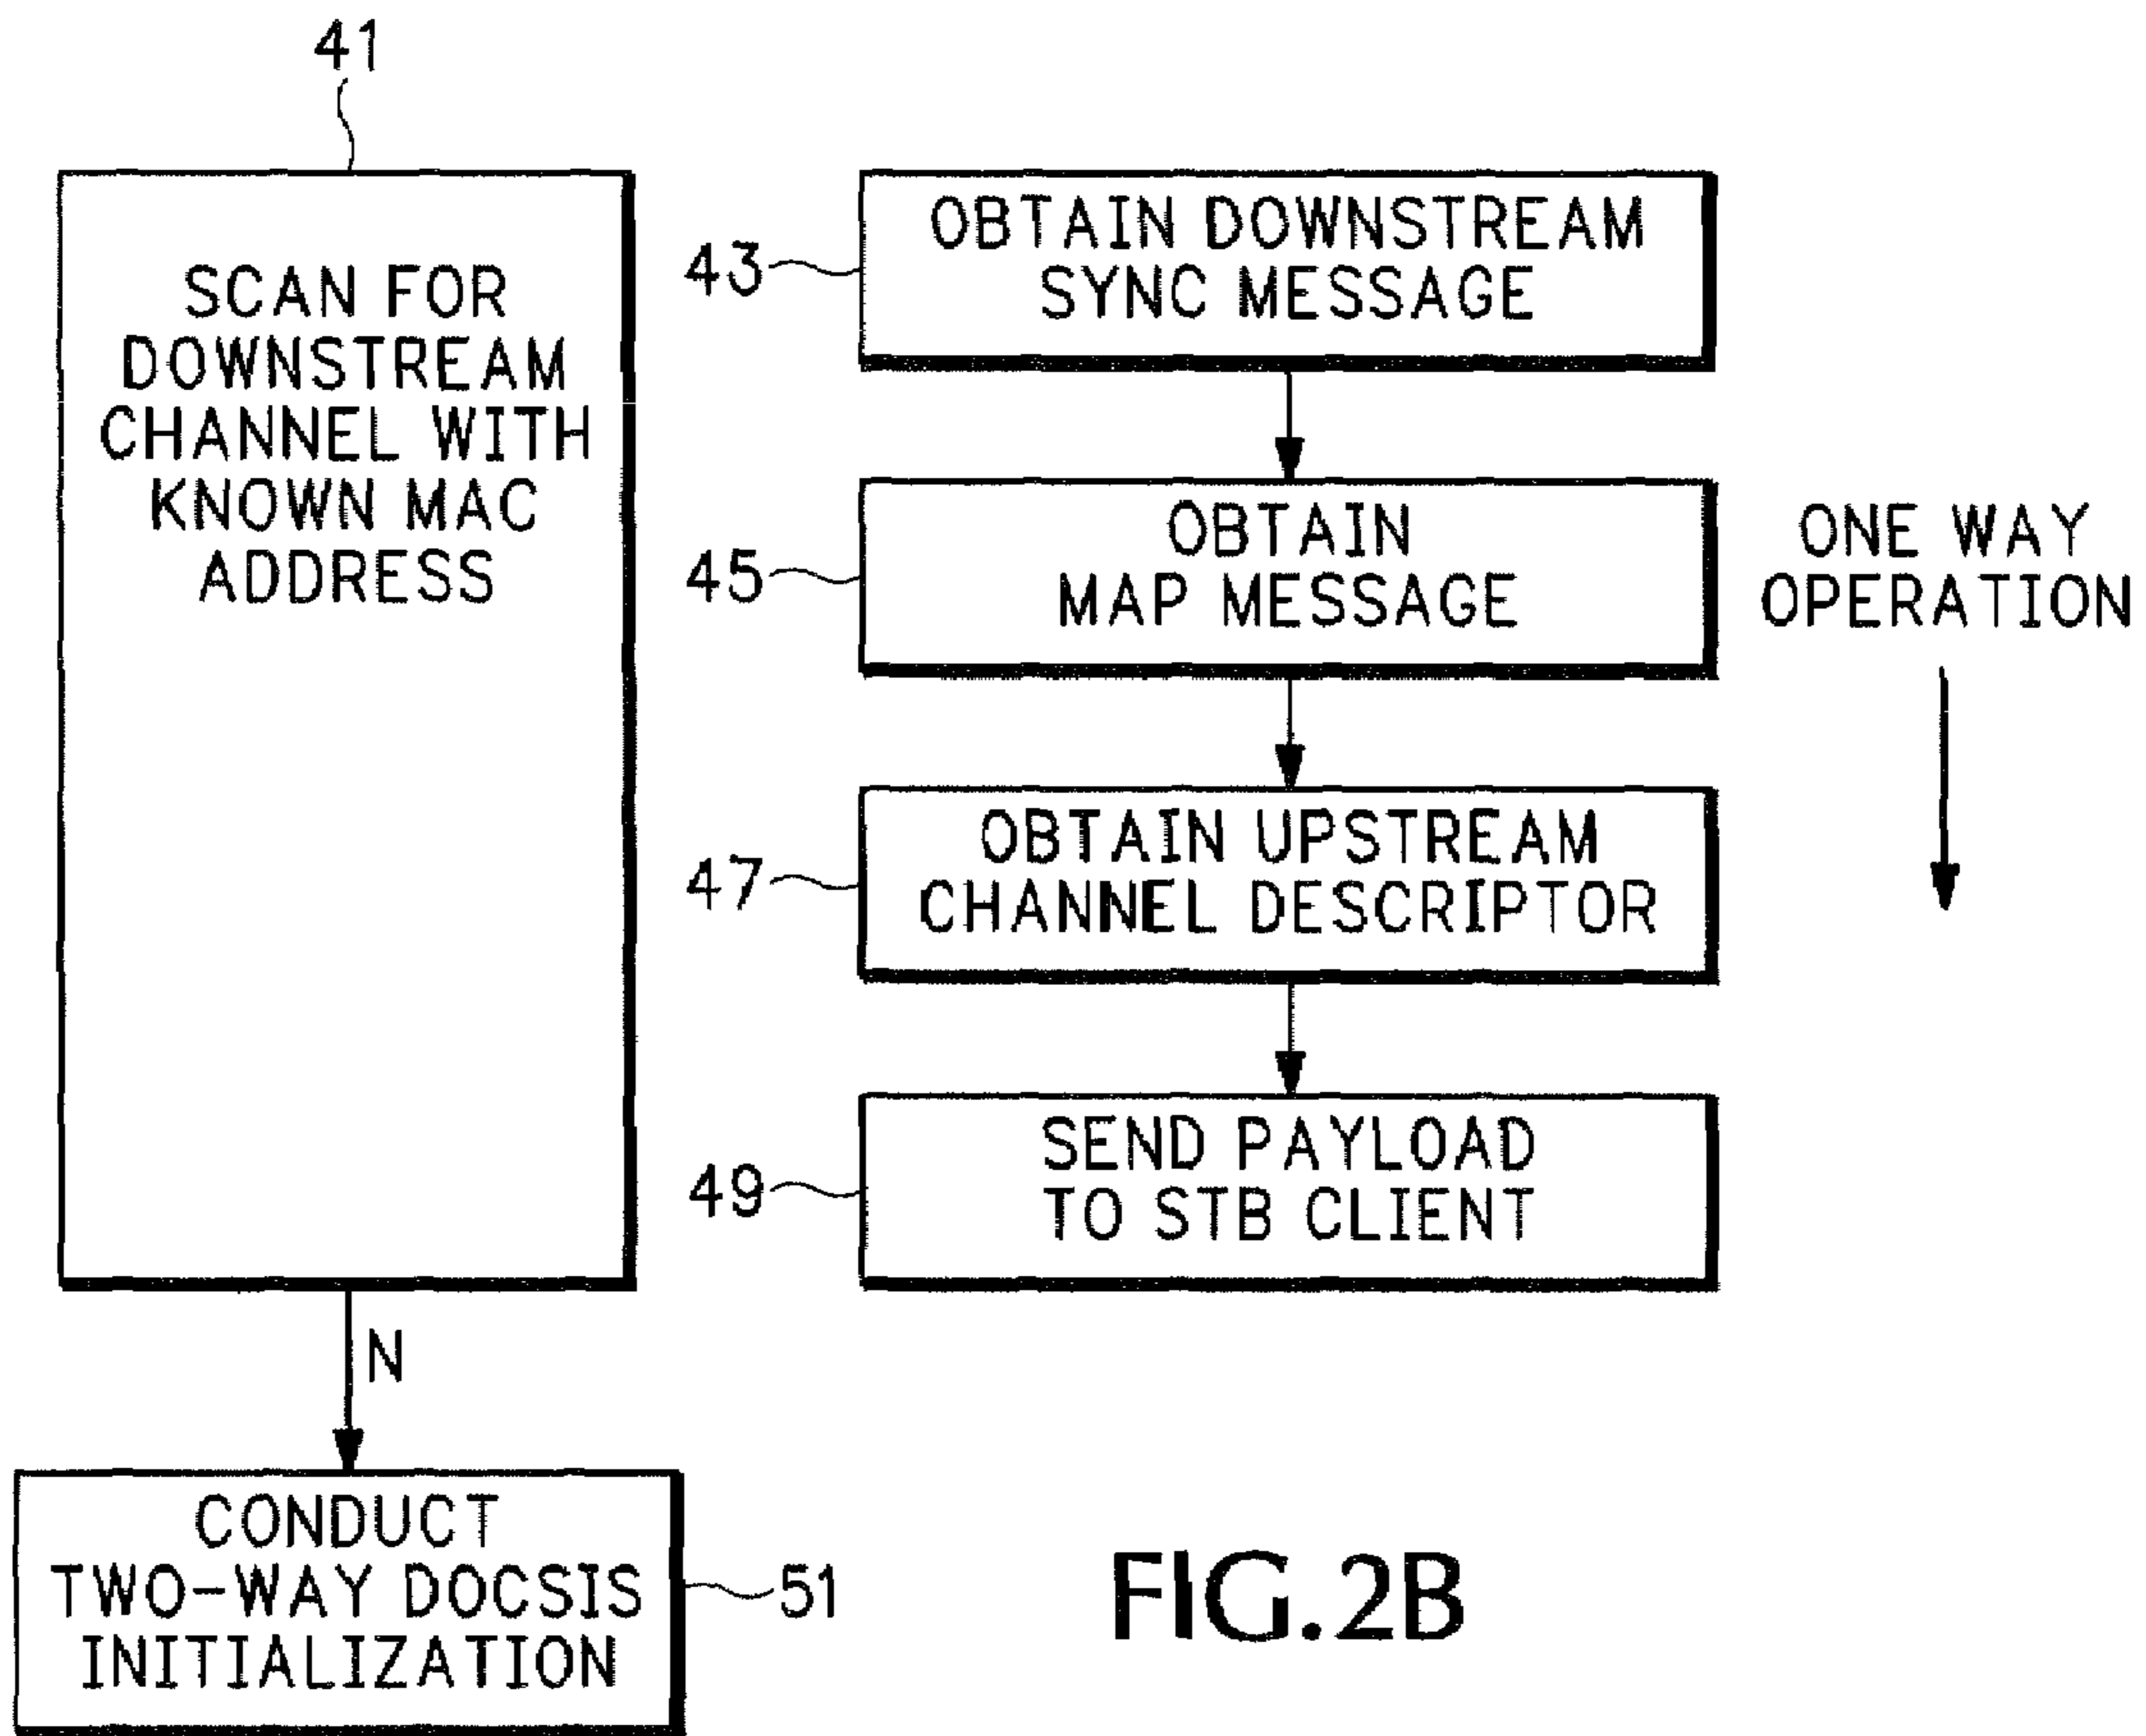 41
SCAN FOR
DOWNSTREAM
CHANNEL WITH
KNOWN MAC
ADDRESS
43
OBTAIN DOWNSTREAM
SYNC MESSAGE
45
OBTAIN
MAP MESSAGE
ONE WAY
OPERATION
47
OBTAIN UPSTREAM
CHANNEL DESCRIPTOR
49
SEND PAYLOAD
TO STB CLIENT
N
CONDUCT
TWO-WAY DOCSIS
INITIALIZATION
51
FIG.2B